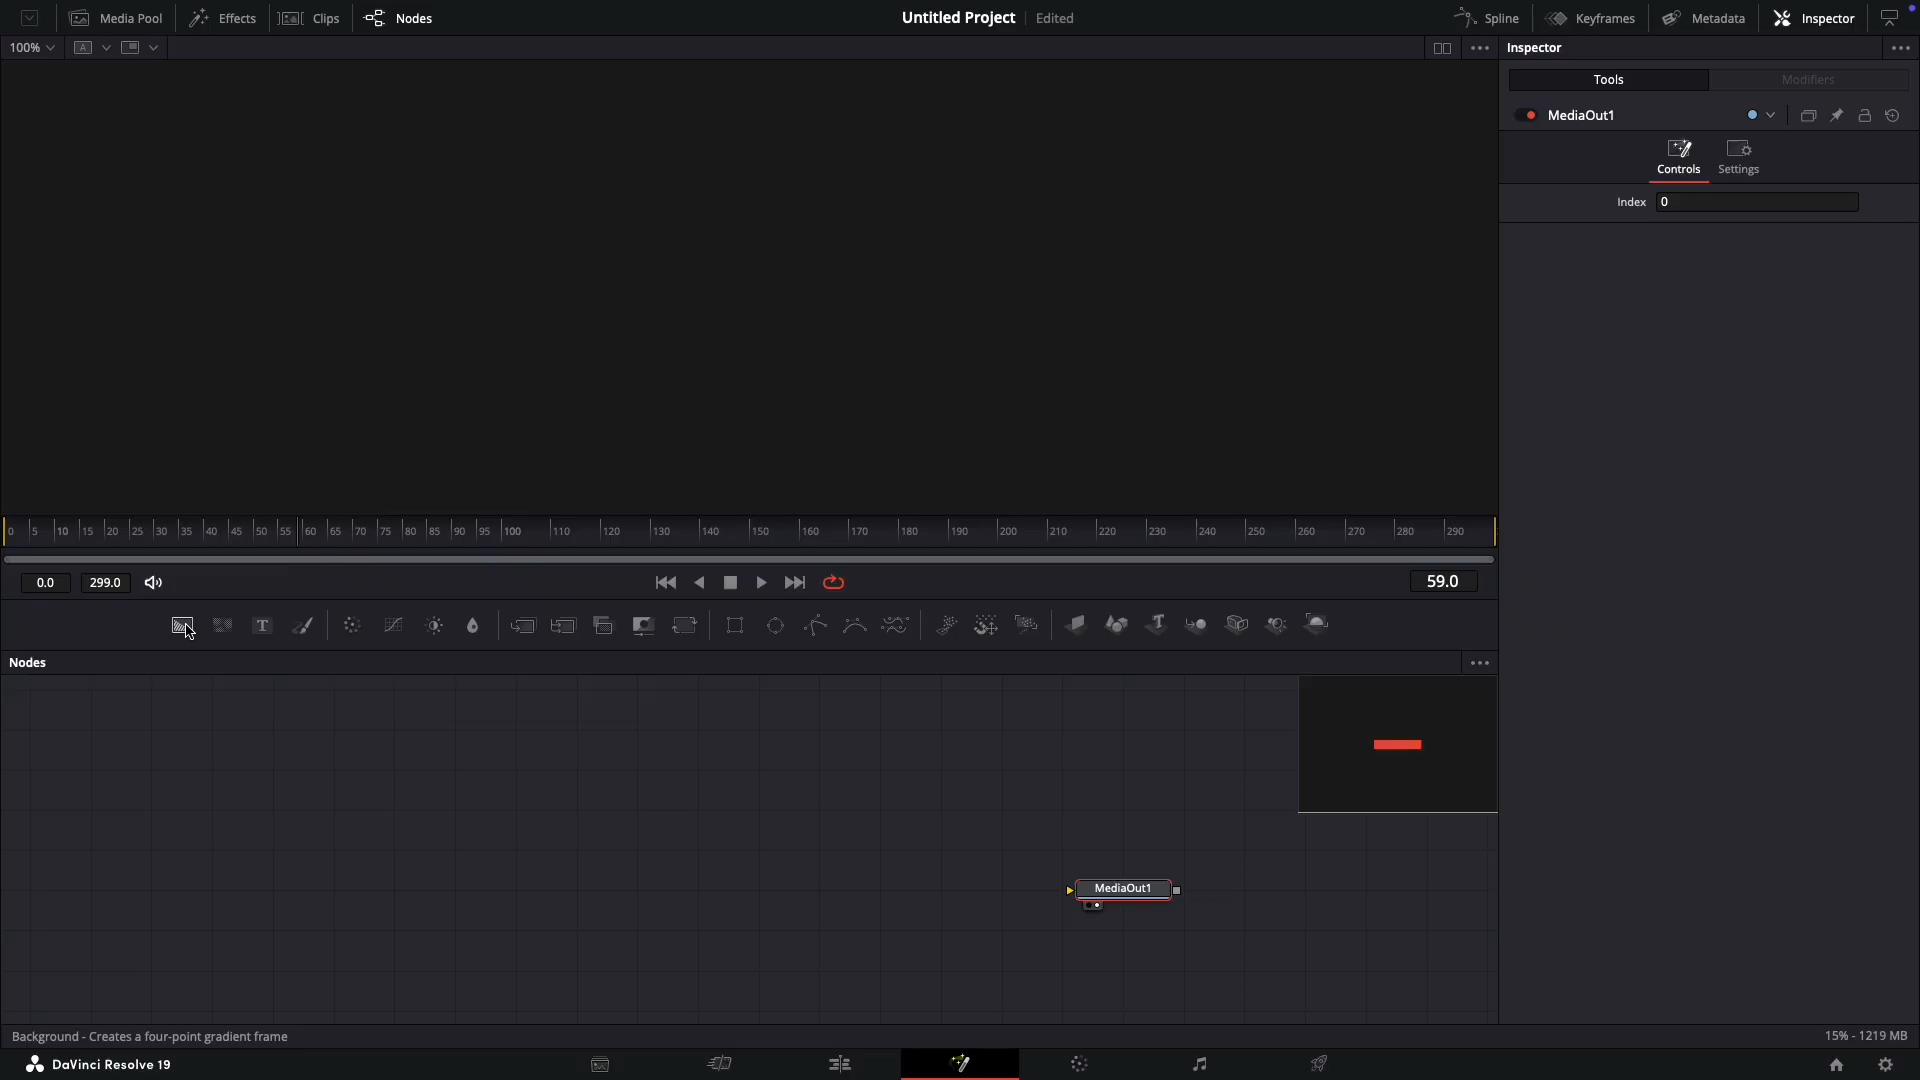 Media Pool Effects Clips Nodes Untitled Project Edited Spline Keyframes Metadata Inspector
100% A Inspector
Tools Modifiers
MediaOut1
Controls Settings
Index 0
0 5 10 15 20 25 30 35 40 45 50 55 60 65 70 75 80 85 90 95 100 110 120 130 140 150 160 170 180 190 200 210 220 230 240 250 260 270 280 290
0.0 299.0 59.0
T
Nodes
MediaOut1
Background - Creates a four-point gradient frame 15% - 1219 MB
DaVinci Resolve 19